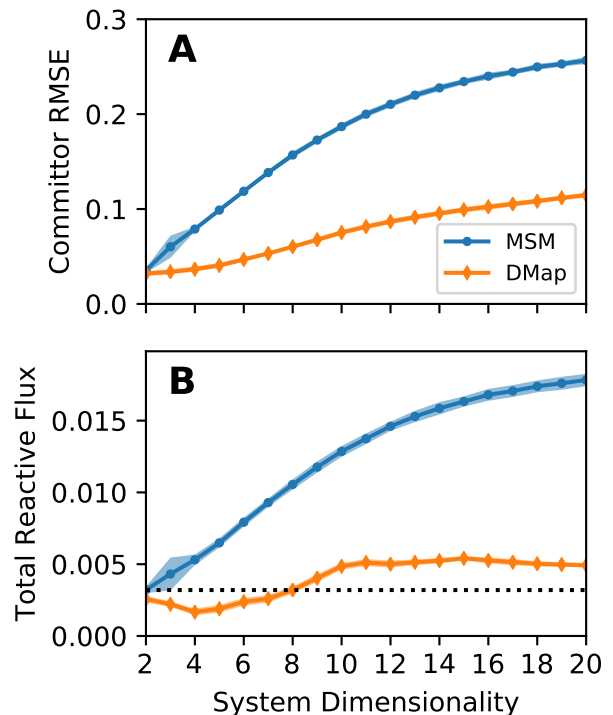 A
Committor RMSE
0.3
0.2
0.1
0.0
MSM
DMap
B
Total Reactive Flux
0.015
0.010
0.005
0.000
2 4 6 8 10 12 14 16 18 20
System Dimensionality